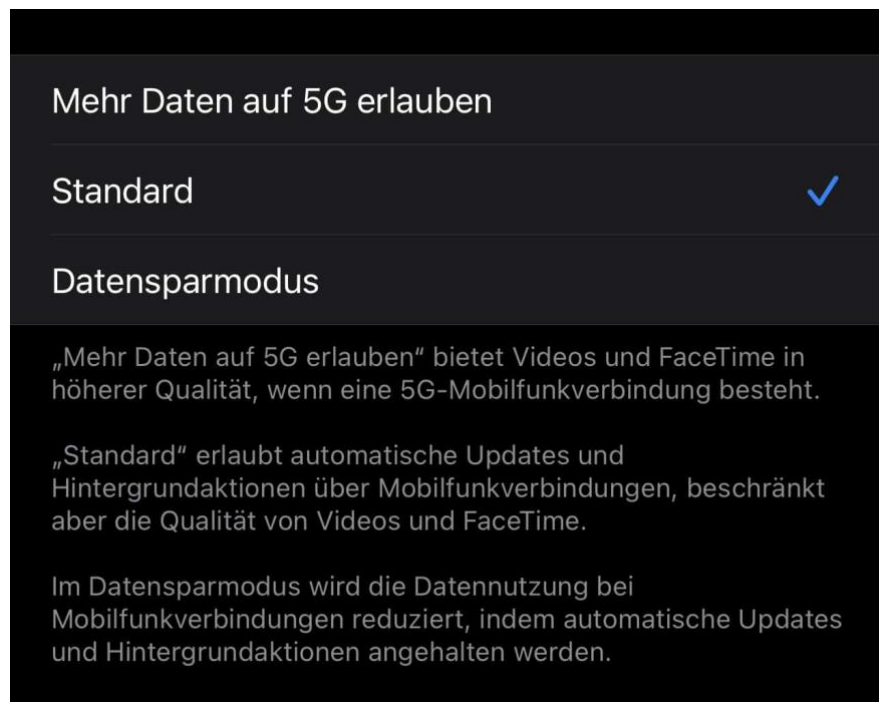 Mehr Daten auf 5G erlauben
Standard
Datensparmodus
„Mehr Daten auf 5G erlauben“ bietet Videos und FaceTime in
höherer Qualität, wenn eine 5G-Mobilfunkverbindung besteht.
„Standard“ erlaubt automatische Updates und
Hintergrundaktionen über Mobilfunkverbindungen, beschränkt
aber die Qualität von Videos und FaceTime.
Im Datensparmodus wird die Datennutzung bei
Mobilfunkverbindungen reduziert, indem automatische Updates
und Hintergrundaktionen angehalten werden.